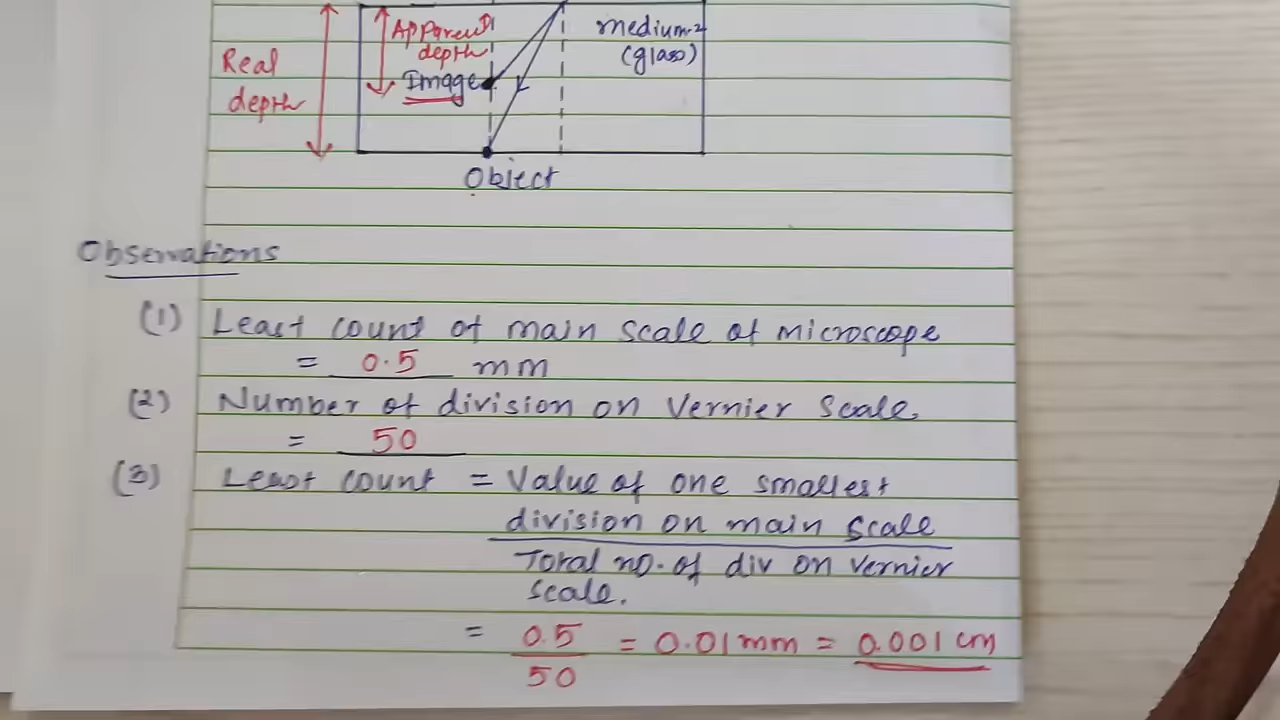 Apparent
depth
Image
Real
depth
medium-2
(glass)
Object
Observations
(1) Least count of main scale of microscope
= 0.5 mm
(2) Number of division on Vernier Scale.
= 50
(3) Least count = Value of one smallest
division on main scale
Total no. of div on vernier
scale.
= 0.5 = 0.01 mm = 0.001 cm
50